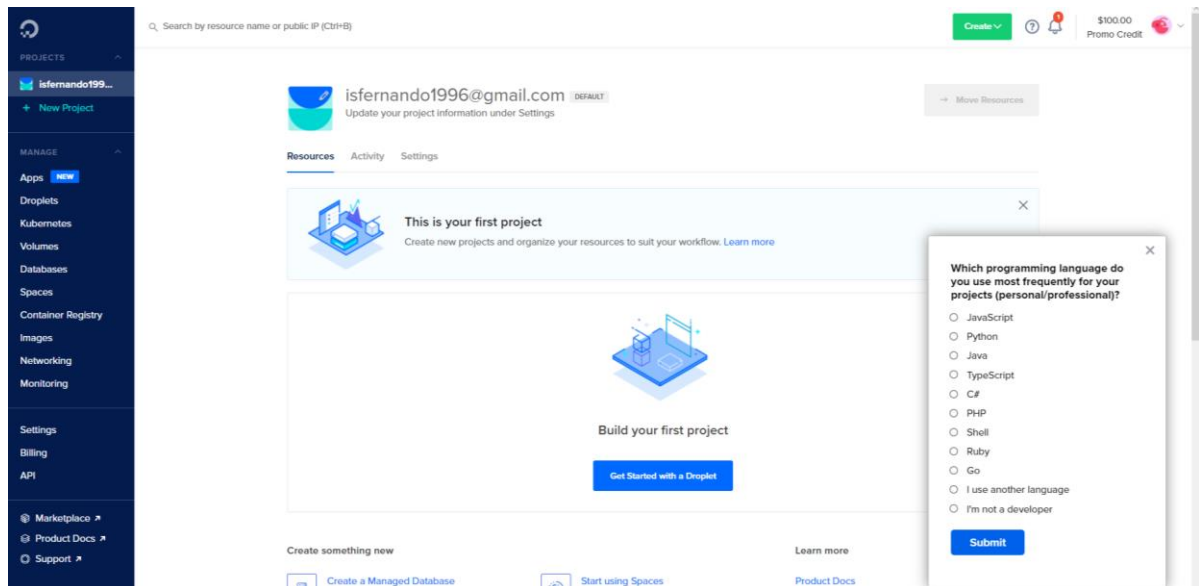 Search by resource name or public IP (Ctrl+B)
Create
1
$100.00
Promo Credit
PROJECTS
isfernando199...
+ New Project
MANAGE
Apps NEW
Droplets
Kubernetes
Volumes
Databases
Spaces
Container Registry
Images
Networking
Monitoring
Settings
Billing
API
Marketplace
Product Docs
Support
isfernando1996@gmail.com DEFAULT
Update your project information under Settings
→ Move Resources
Resources Activity Settings
This is your first project
Create new projects and organize your resources to suit your workflow. Learn more
Build your first project
Get Started with a Droplet
Create something new
Learn more
Create a Managed Database
Start using Spaces
Product Docs
Which programming language do
you use most frequently for your
projects (personal/professional)?
JavaScript
Python
Java
TypeScript
C#
PHP
Shell
Ruby
Go
I use another language
I'm not a developer
Submit